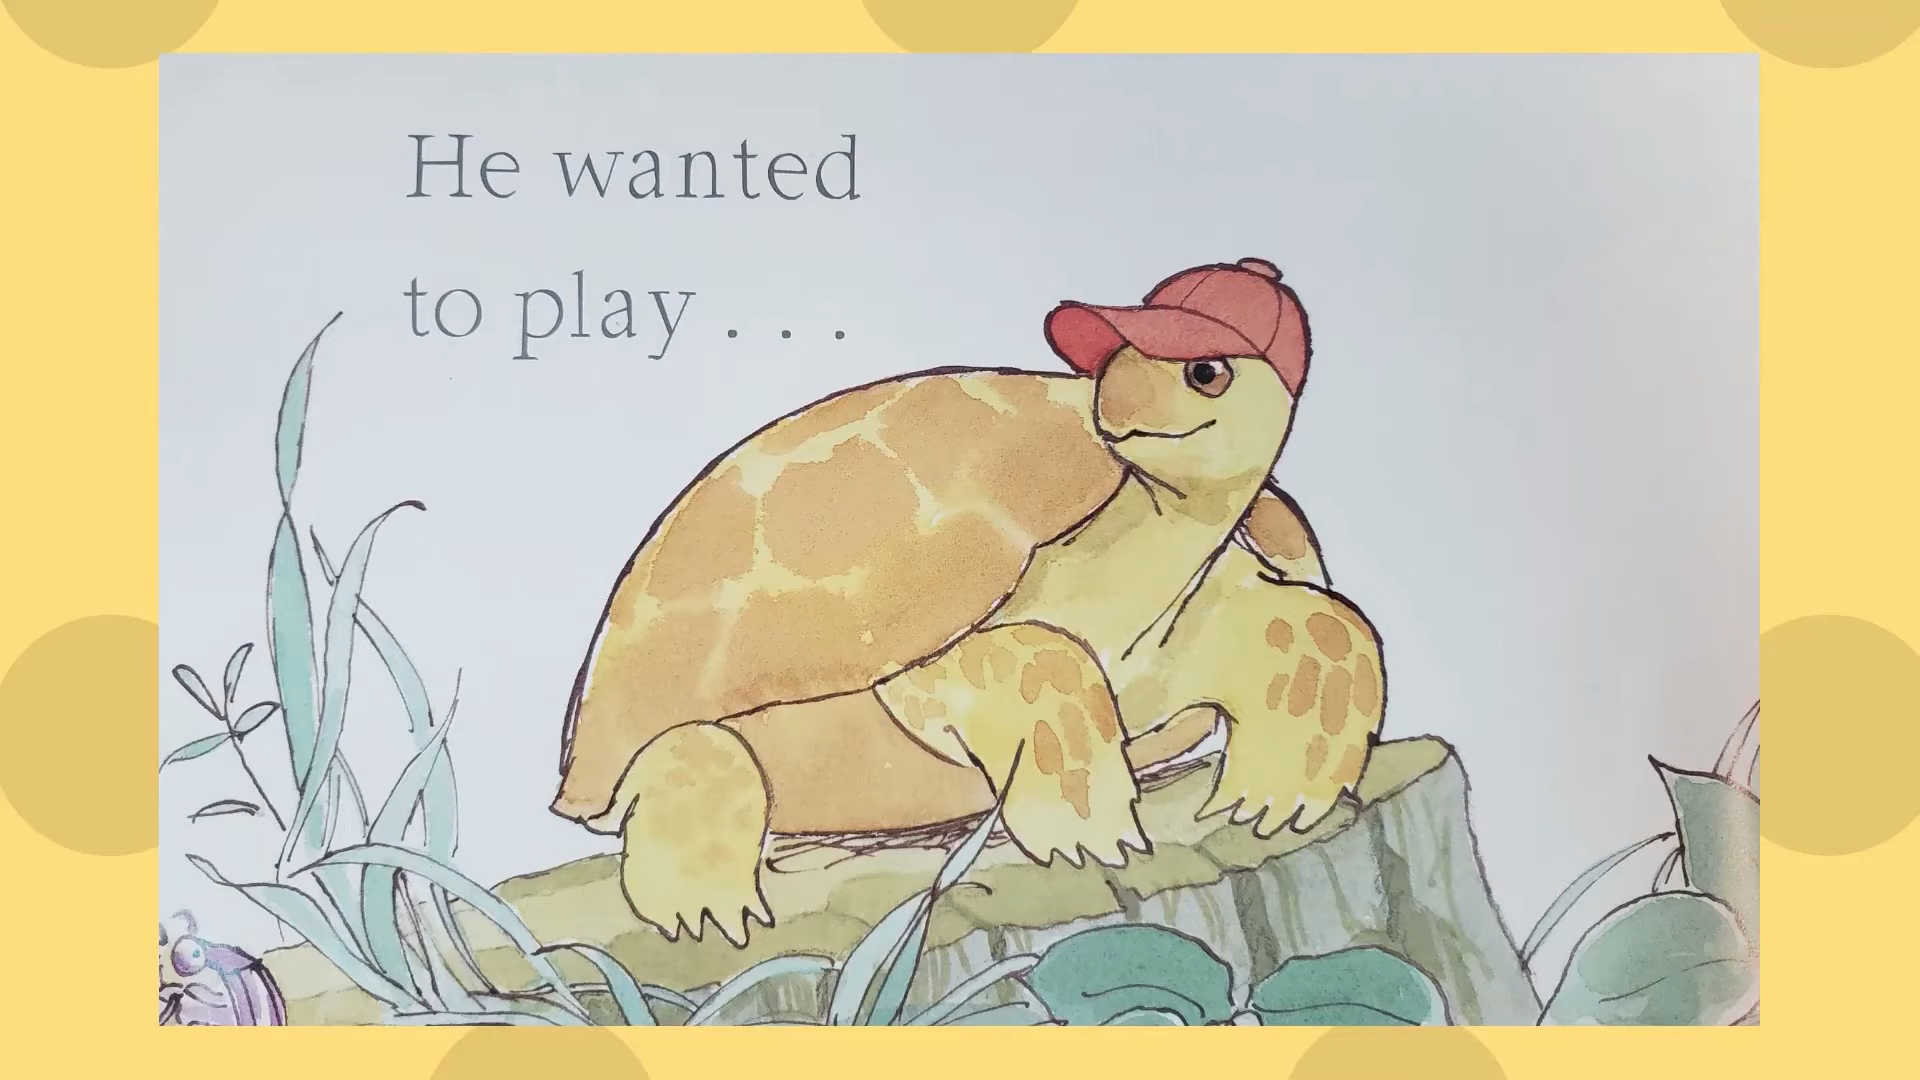 He wanted
to play . . .